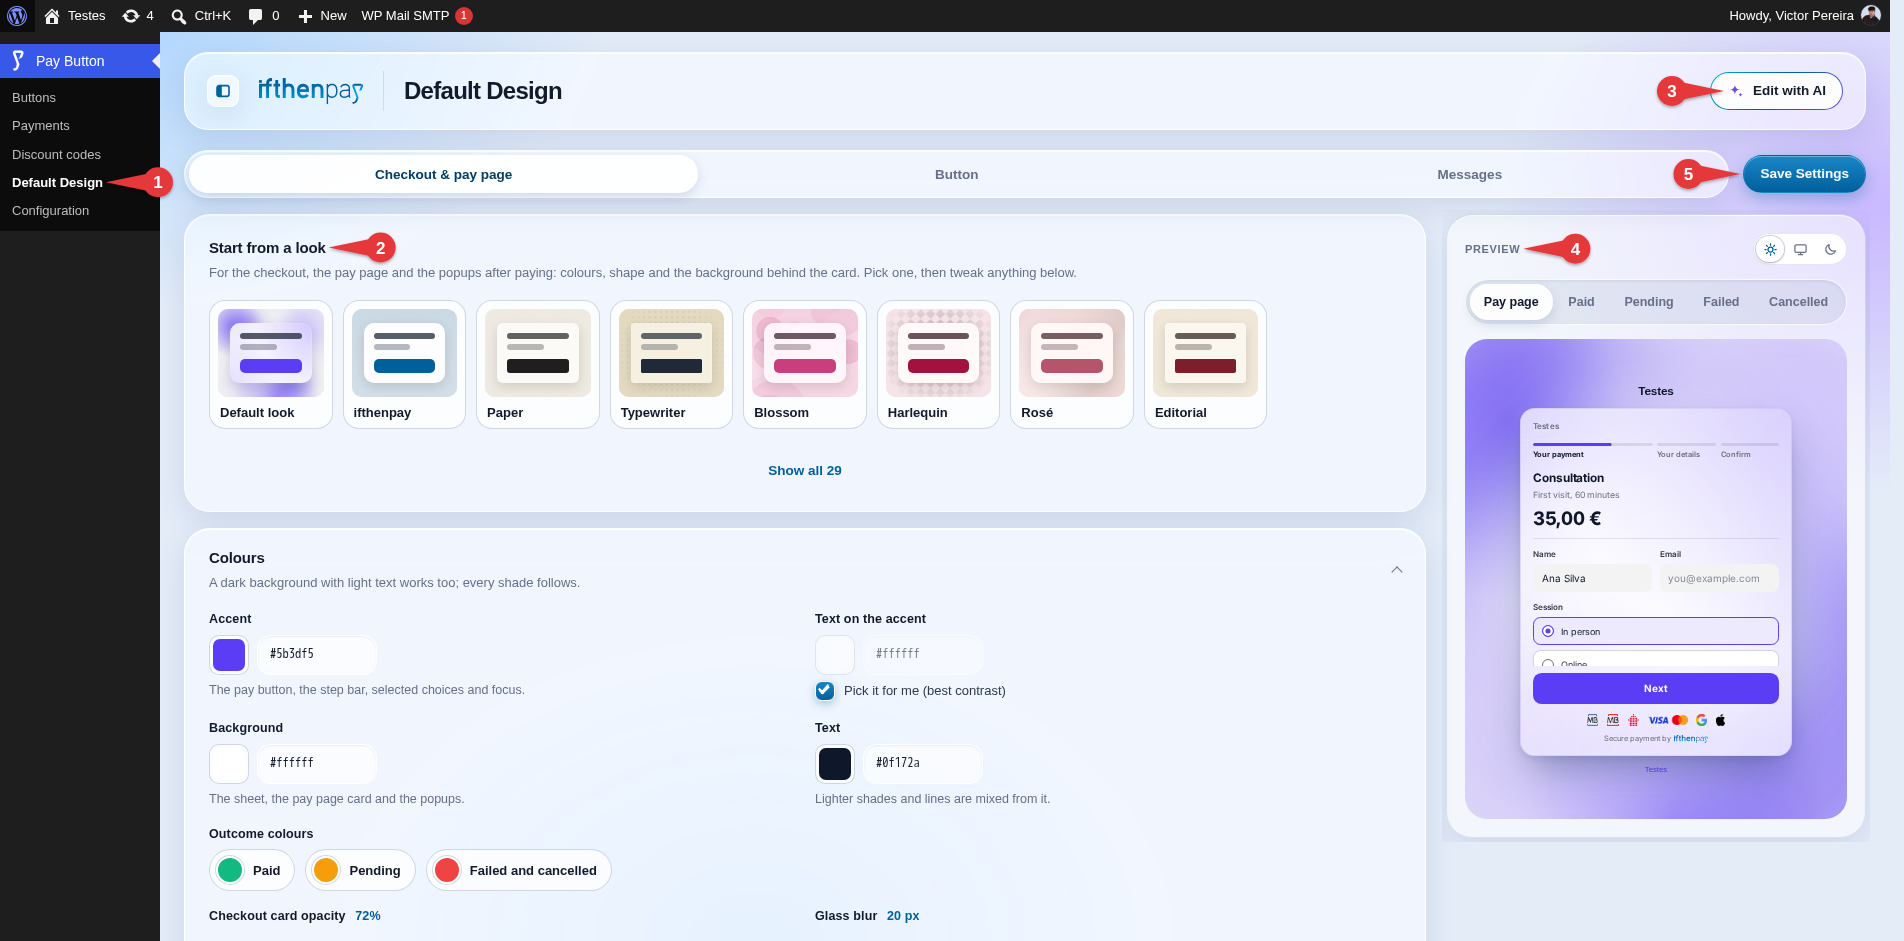 Testes
4
Ctrl+K
0
New
WP Mail SMTP 1
Howdy, Victor Pereira
Pay Button
Buttons
Payments
Discount codes
Default Design
1
Configuration
ifthenpay
Default Design
3
Edit with AI
Checkout & pay page
Button
Messages
5
Save Settings
Start from a look
2
For the checkout, the pay page and the popups after paying: colours, shape and the background behind the card. Pick one, then tweak anything below.
Default look
ifthenpay
Paper
Typewriter
Blossom
Harlequin
Rosé
Editorial
Show all 29
Colours
A dark background with light text works too; every shade follows.
Accent
#5b3df5
The pay button, the step bar, selected choices and focus.
Text on the accent
#ffffff
Pick it for me (best contrast)
Background
#ffffff
The sheet, the pay page card and the popups.
Text
#0f172a
Lighter shades and lines are mixed from it.
Outcome colours
Paid
Pending
Failed and cancelled
Checkout card opacity 72%
Glass blur 20 px
PREVIEW
4
Pay page
Paid
Pending
Failed
Cancelled
Testes
Testes
Your payment
Your details
Confirm
Consultation
First visit, 60 minutes
35,00 €
Name
Email
Ana Silva
you@example.com
Session
In person
Online
Next
MB
MB
VISA
Secure payment by ifthenpay
Testes